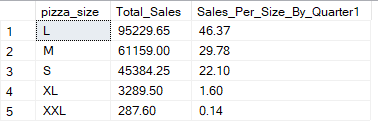 pizza_size Total_Sales Sales_Per_Size_By_Quarter1
1 L 95229.65 46.37
2 M 61159.00 29.78
3 S 45384.25 22.10
4 XL 3289.50 1.60
5 XXL 287.60 0.14